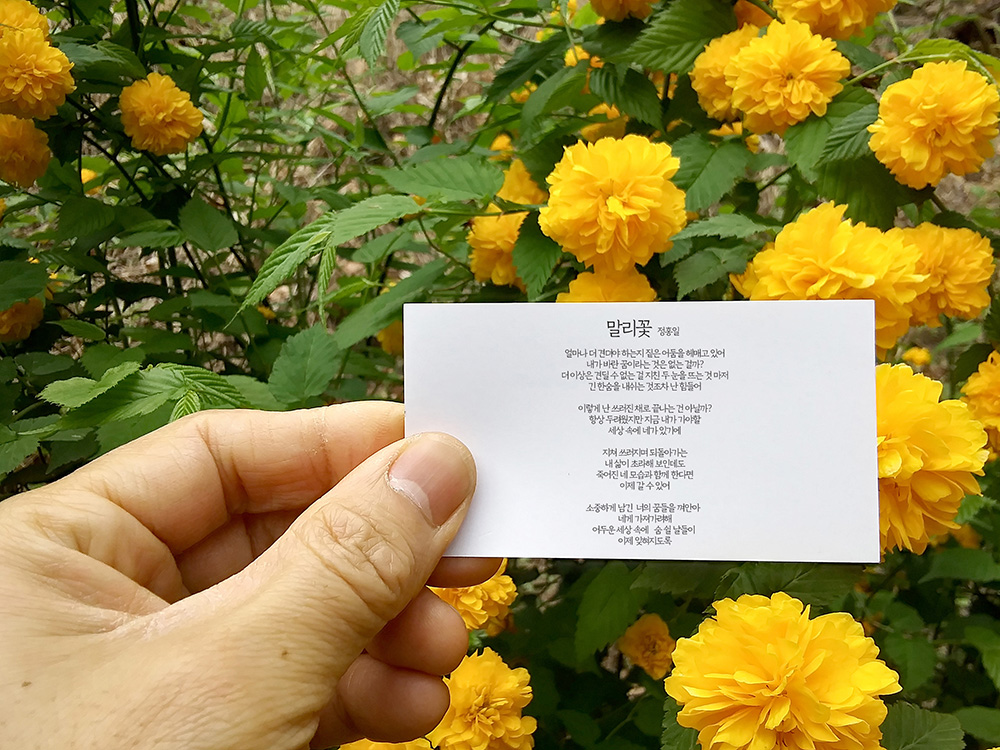 말리꽃 정홍일
얼마나 더 견뎌야 하는지 짙은 어둠을 헤매고 있어
내가 바란 꿈이라는 것은 없는 걸까?
더 이상은 견딜 수 없는 걸 지친 두 눈을 뜨는 것 마저
긴 한숨을 내쉬는 것조차 난 힘들어
이렇게 난 쓰러진 채로 끝나는 건 아닐까?
항상 두려웠지만 지금 내가 가야할
세상 속에 네가 있기에
지쳐 쓰러지며 되돌아가는
내 삶이 초라해 보인데도
죽어진 네 모습과 함께 한다면
이제 갈 수 있어
소중하게 남긴 너의 꿈들을 껴안아
네게 가져가려해
어두운 세상 속에 숨 쉴 날들이
이제 잊혀지도록